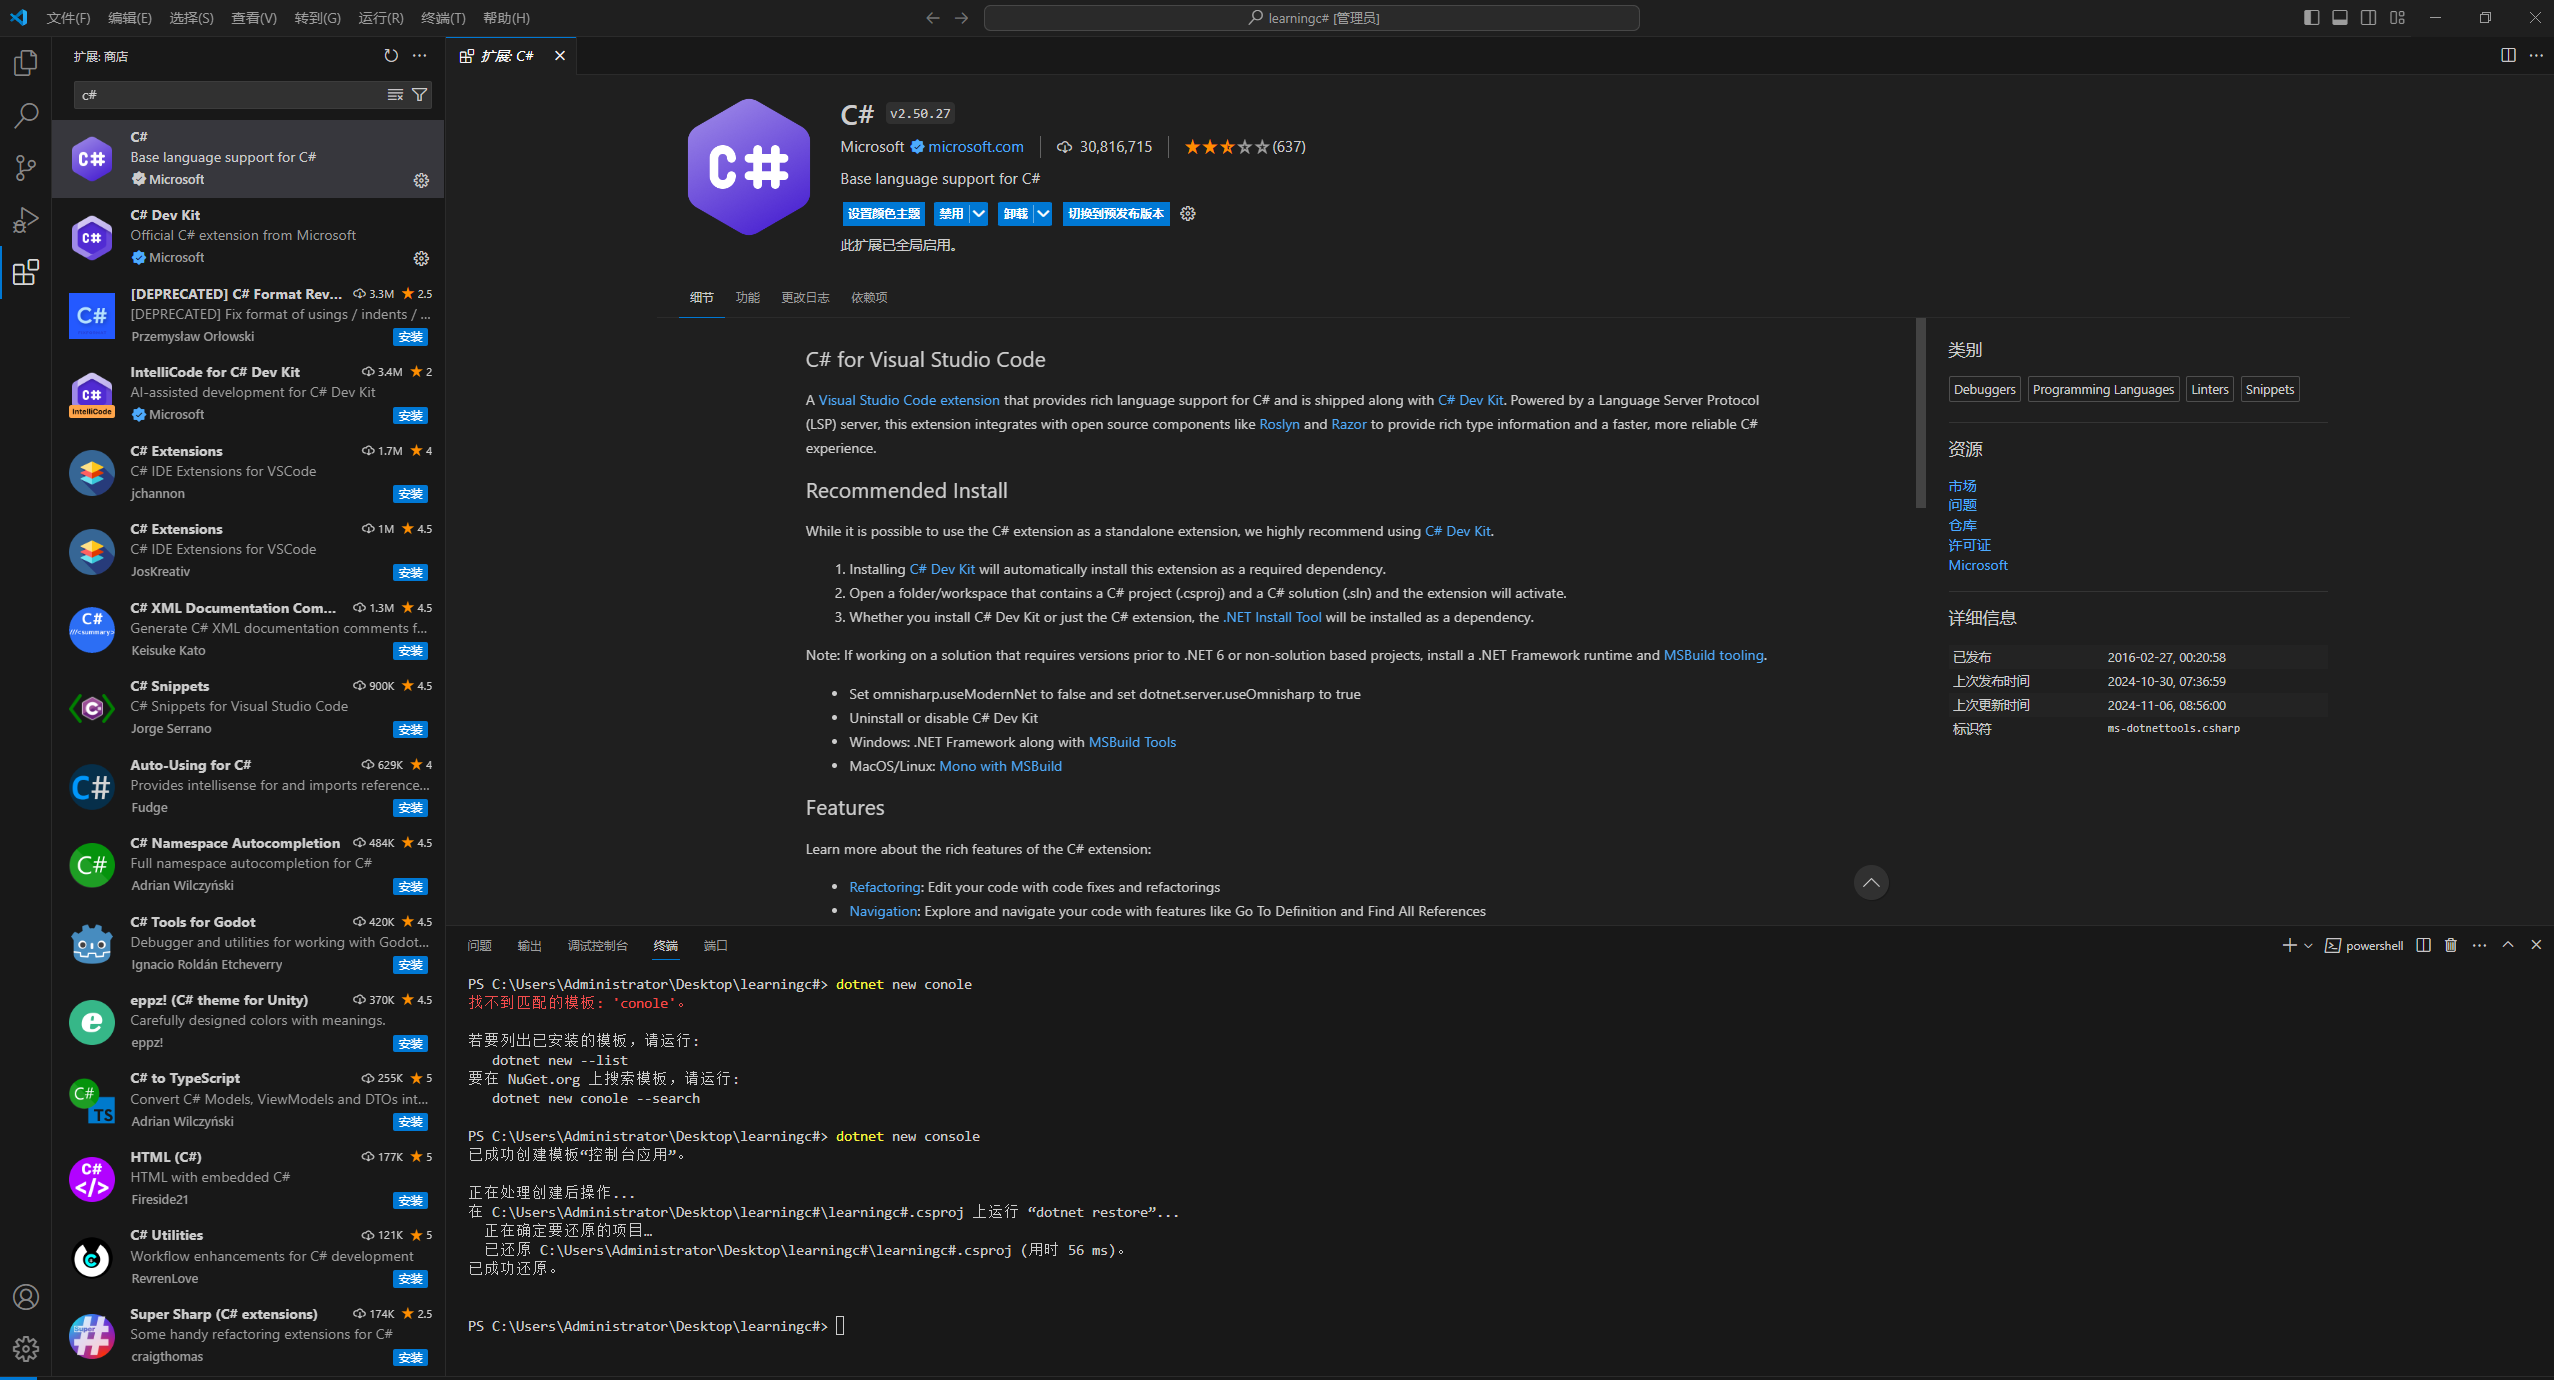 文件(F) 编辑(E) 选择(S) 查看(V) 转到(G) 运行(R) 终端(T) 帮助(H)
learningc# [管理员]
扩展: 商店
c#
C#
Base language support for C#
Microsoft
C# Dev Kit
Official C# extension from Microsoft
Microsoft
[DEPRECATED] C# Format Rev... 3.3M 2.5
[DEPRECATED] Fix format of usings / indents / ...
Przemysław Orłowski 安装
IntelliCode for C# Dev Kit 3.4M 2
AI-assisted development for C# Dev Kit
Microsoft 安装
C# Extensions 1.7M 4
C# IDE Extensions for VSCode
jchannon 安装
C# Extensions 1M 4.5
C# IDE Extensions for VSCode
JosKreativ 安装
C# XML Documentation Com... 1.3M 4.5
Generate C# XML documentation comments f...
Keisuke Kato 安装
C# Snippets 900K 4.5
C# Snippets for Visual Studio Code
Jorge Serrano 安装
Auto-Using for C# 629K 4
Provides intellisense for and imports reference...
Fudge 安装
C# Namespace Autocompletion 484K 4.5
Full namespace autocompletion for C#
Adrian Wilczyński 安装
C# Tools for Godot 420K 4.5
Debugger and utilities for working with Godot...
Ignacio Roldán Etcheverry 安装
eppz! (C# theme for Unity) 370K 4.5
Carefully designed colors with meanings.
eppz! 安装
C# to TypeScript 255K 5
Convert C# Models, ViewModels and DTOs int...
Adrian Wilczyński 安装
HTML (C#) 177K 5
HTML with embedded C#
Fireside21 安装
C# Utilities 121K 5
Workflow enhancements for C# development
RevrenLove 安装
Super Sharp (C# extensions) 174K 2.5
Some handy refactoring extensions for C#
craigthomas 安装
扩展: C#
C#
C# v2.50.27
Microsoft microsoft.com 30,816,715 (637)
Base language support for C#
设置颜色主题 禁用 卸载 切换到预发布版本
此扩展已全局启用。
细节 功能 更改日志 依赖项
C# for Visual Studio Code
A Visual Studio Code extension that provides rich language support for C# and is shipped along with C# Dev Kit. Powered by a Language Server Protocol
(LSP) server, this extension integrates with open source components like Roslyn and Razor to provide rich type information and a faster, more reliable C#
experience.
Recommended Install
While it is possible to use the C# extension as a standalone extension, we highly recommend using C# Dev Kit.
1. Installing C# Dev Kit will automatically install this extension as a required dependency.
2. Open a folder/workspace that contains a C# project (.csproj) and a C# solution (.sln) and the extension will activate.
3. Whether you install C# Dev Kit or just the C# extension, the .NET Install Tool will be installed as a dependency.
Note: If working on a solution that requires versions prior to .NET 6 or non-solution based projects, install a .NET Framework runtime and MSBuild tooling.
• Set omnisharp.useModernNet to false and set dotnet.server.useOmnisharp to true
• Uninstall or disable C# Dev Kit
• Windows: .NET Framework along with MSBuild Tools
• MacOS/Linux: Mono with MSBuild
Features
Learn more about the rich features of the C# extension:
• Refactoring: Edit your code with code fixes and refactorings
• Navigation: Explore and navigate your code with features like Go To Definition and Find All References
类别
Debuggers Programming Languages Linters Snippets
资源
市场
问题
仓库
许可证
Microsoft
详细信息
已发布 2016-02-27, 00:20:58
上次发布时间 2024-10-30, 07:36:59
上次更新时间 2024-11-06, 08:56:00
标识符 ms-dotnettools.csharp
问题 输出 调试控制台 终端 端口
powershell
PS C:\Users\Administrator\Desktop\learningc#> dotnet new conole
找不到匹配的模板: 'conole'。
若要列出已安装的模板，请运行:
dotnet new --list
要在 NuGet.org 上搜索模板，请运行:
dotnet new conole --search
PS C:\Users\Administrator\Desktop\learningc#> dotnet new console
已成功创建模板“控制台应用”。
正在处理创建后操作...
在 C:\Users\Administrator\Desktop\learningc#\learningc#.csproj 上运行 “dotnet restore”...
正在确定要还原的项目…
已还原 C:\Users\Administrator\Desktop\learningc#\learningc#.csproj (用时 56 ms)。
已成功还原。
PS C:\Users\Administrator\Desktop\learningc#>